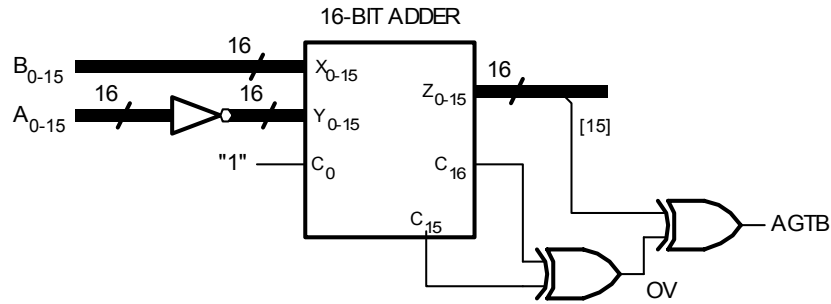 16-BIT ADDER
B0-15
16
X0-15
A0-15
16
16
Y0-15
"1"
C0
Z0-15
16
[15]
C16
C15
AGTB
OV